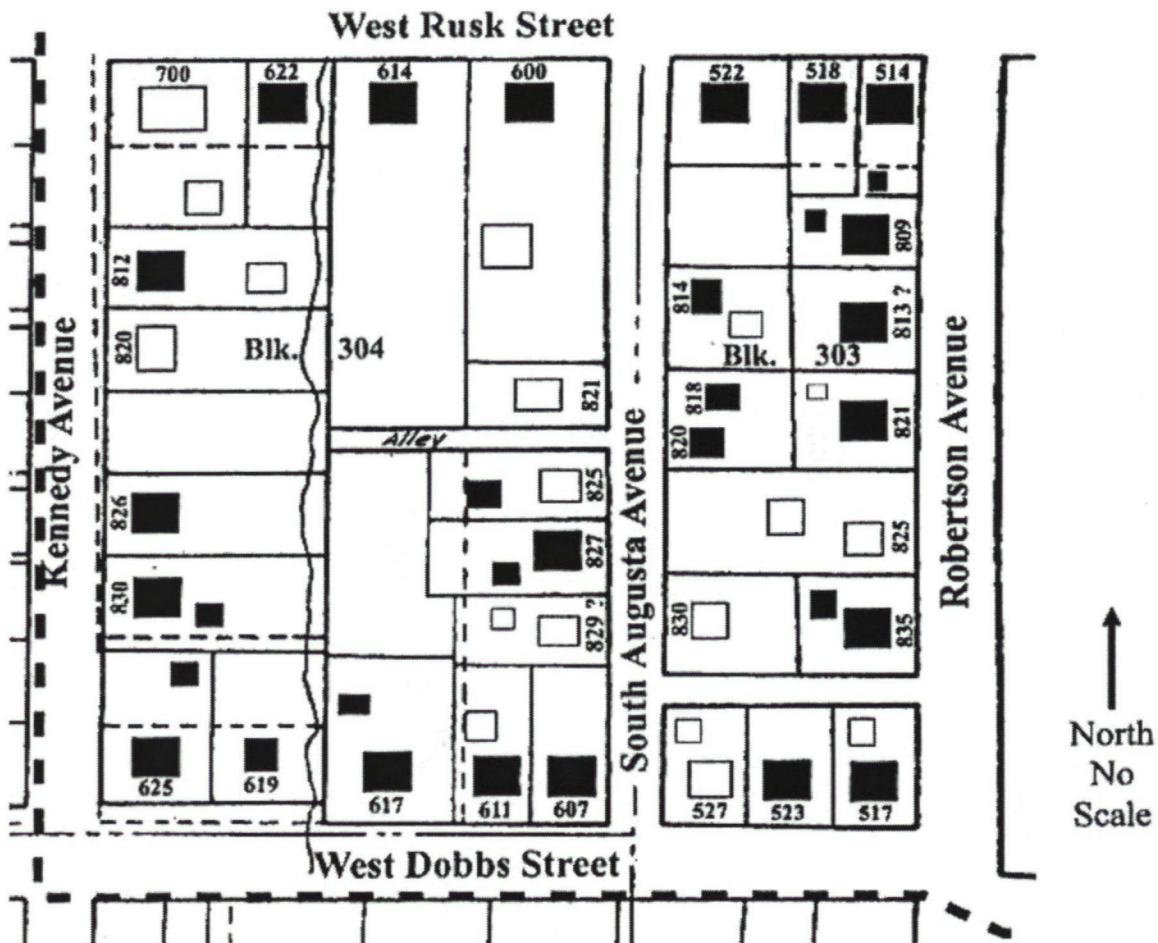 West Rusk Street
700
622
614
600
522
518
514
812
809
814
813 ?
820
Blk. 304
Blk. 303
821
818
820
821
Alley
Kennedy Avenue
South Augusta Avenue
Robertson Avenue
826
825
827
825
830
829 ?
830
835
625
619
617
611
607
527
523
517
West Dobbs Street
North
No
Scale